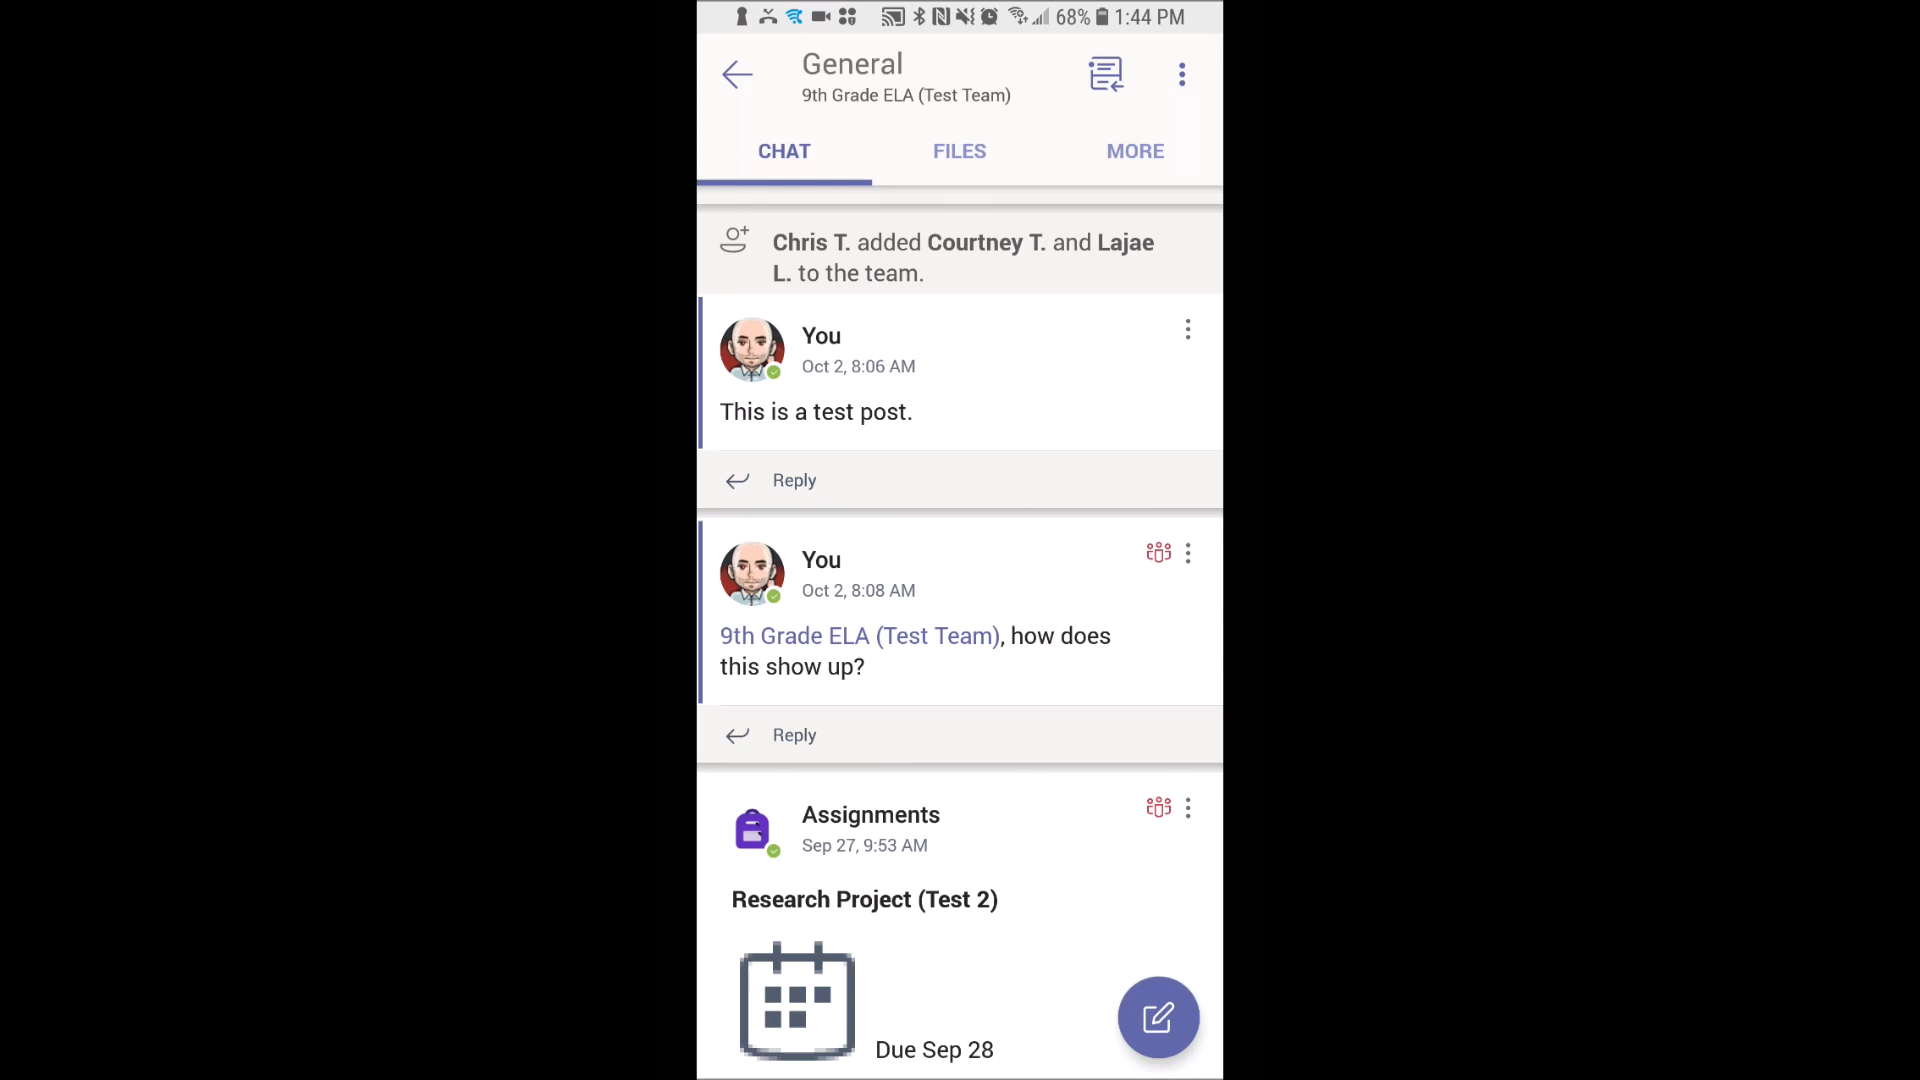 68% 1:44 PM
General
9th Grade ELA (Test Team)
CHAT FILES MORE
Chris T. added Courtney T. and Lajae
L. to the team.
You
Oct 2, 8:06 AM
This is a test post.
Reply
You
Oct 2, 8:08 AM
9th Grade ELA (Test Team), how does
this show up?
Reply
Assignments
Sep 27, 9:53 AM
Research Project (Test 2)
Due Sep 28